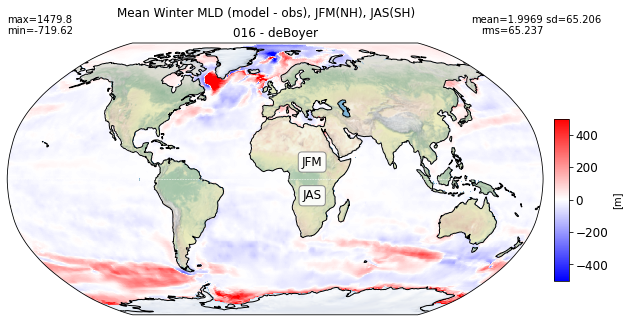 Mean Winter MLD (model - obs), JFM(NH), JAS(SH)
016 - deBoyer
max=1479.8
min=-719.62
mean=1.9969 sd=65.206
rms=65.237
JFM
JAS
400
200
0
−200
−400
[m]